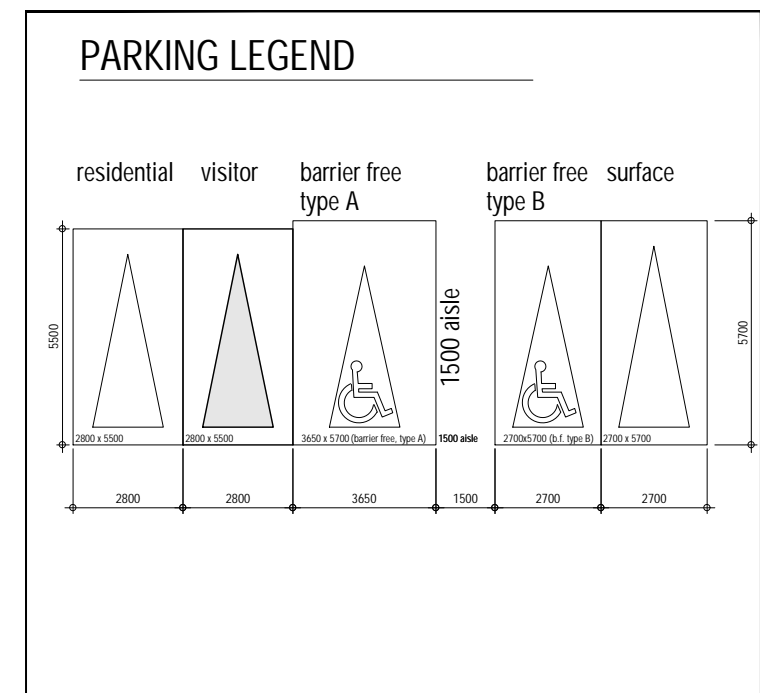 PARKING LEGEND
residential
visitor
barrier free
type A
barrier free
type B
surface
5500
1500 aisle
5700
2800 x 5500
2800 x 5500
3650 x 5700 (barrier free, type A)
1500 aisle
2700x5700 (b.f. type B)
2700 x 5700
2800
2800
3650
1500
2700
2700